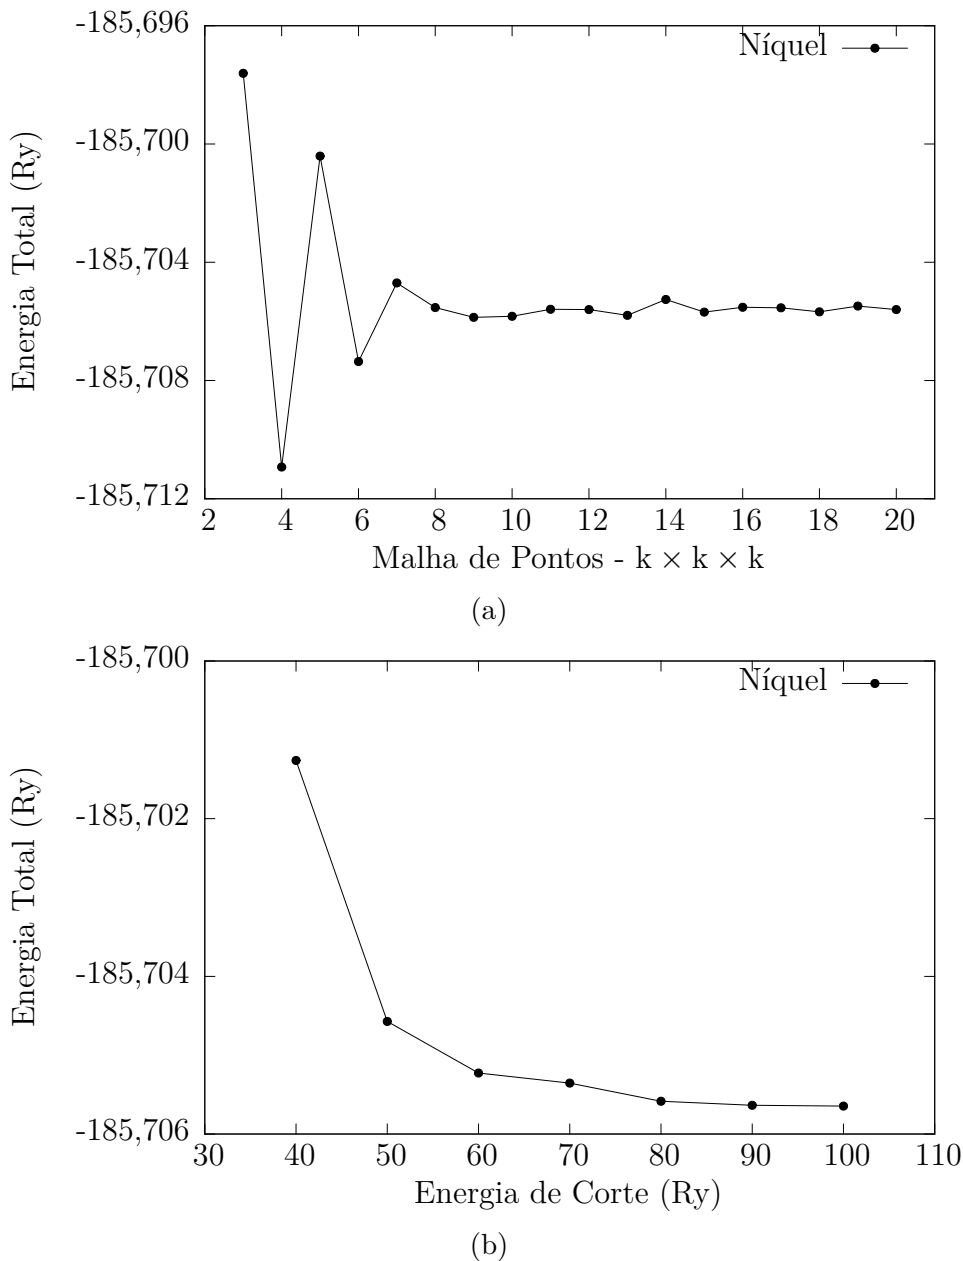 -185,696
Níquel
-185,700
-185,704
-185,708
-185,712
Energia Total (Ry)
2 4 6 8 10 12 14 16 18 20
Malha de Pontos - k × k × k
(a)
-185,700
Níquel
-185,702
-185,704
-185,706
Energia Total (Ry)
30 40 50 60 70 80 90 100 110
Energia de Corte (Ry)
(b)